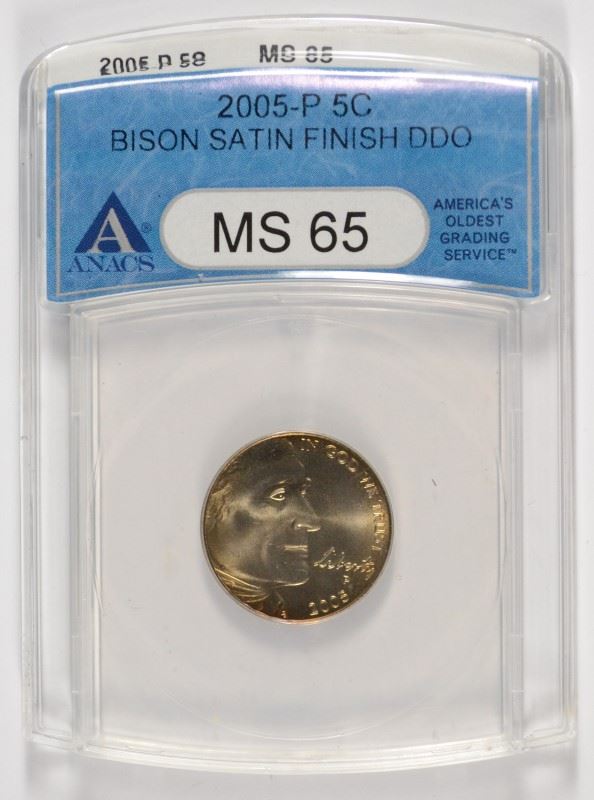 2005 P 5C MS 65
2005-P 5C
BISON SATIN FINISH DDO
ANACS®
MS 65
AMERICA'S
OLDEST
GRADING
SERVICE™
IN GOD WE TRUST
Liberty
P
2005